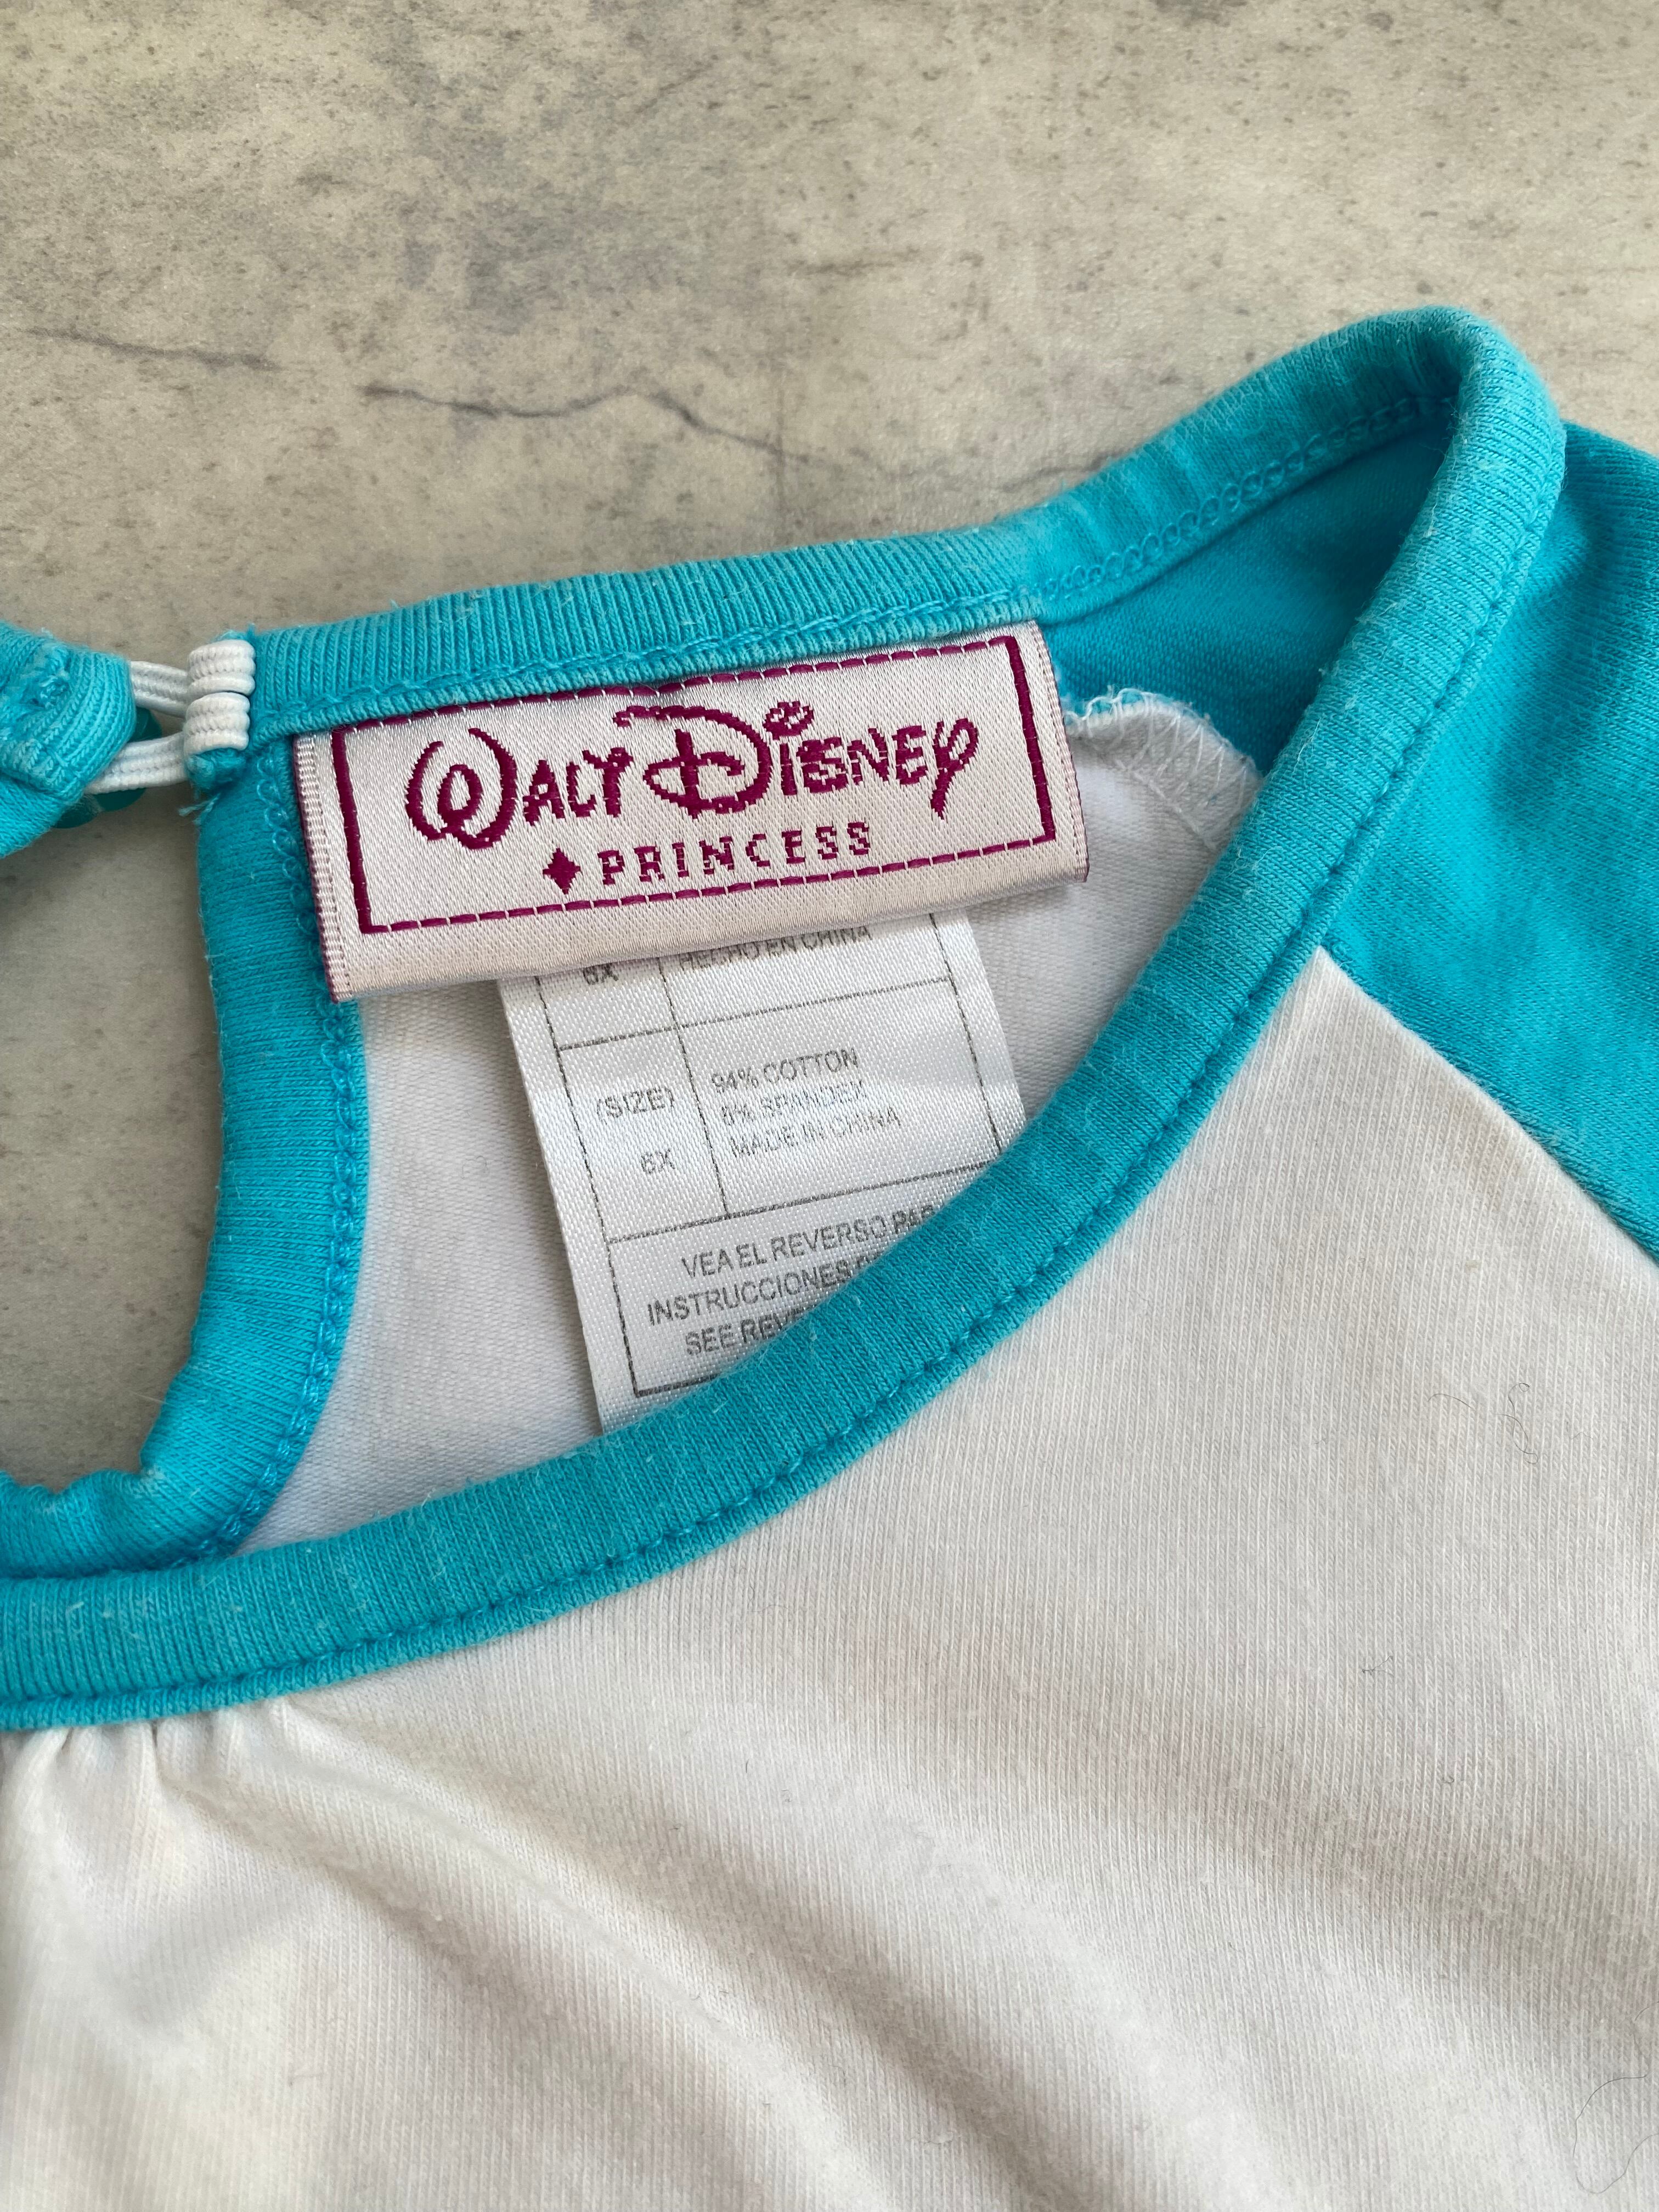 WALT DISNEY
PRINCESS
6X
HECHO EN CHINA
(SIZE)
6X
94% COTTON
6% SPANDEX
MADE IN CHINA
VEA EL REVERSO
INSTRUCCIONES
SEE